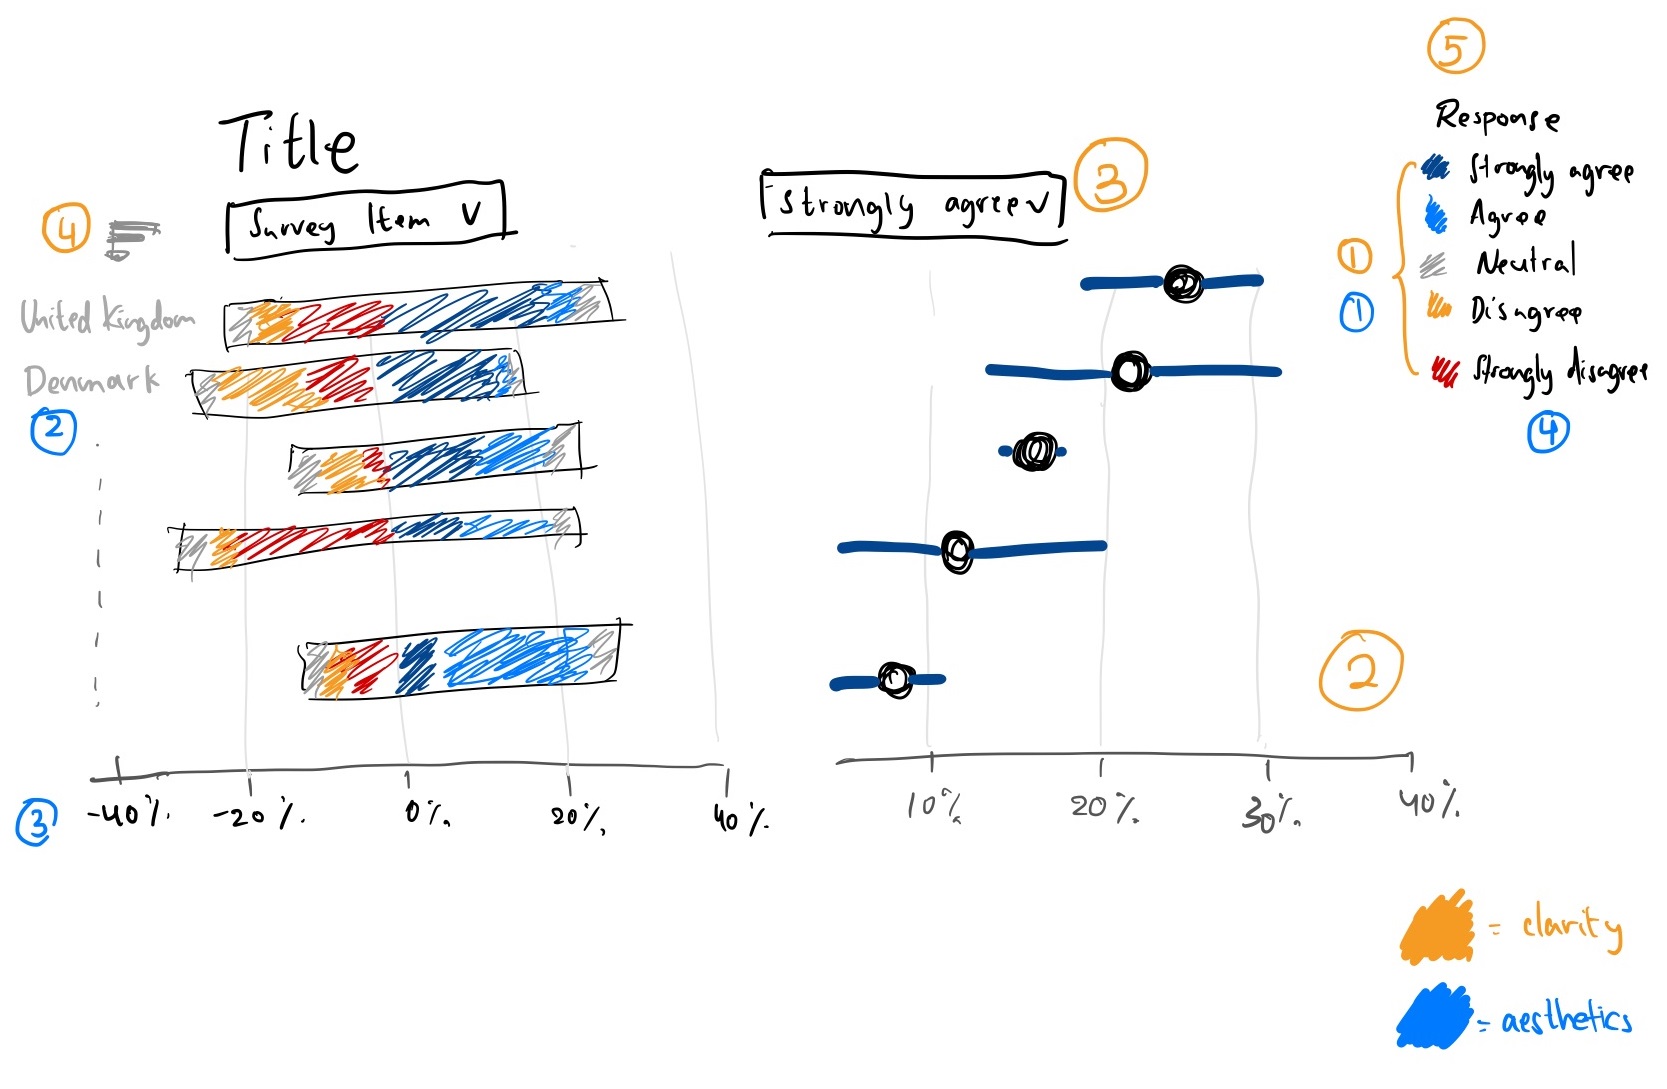 5
Title
Response
3
Strongly agree
4
Survey Item V
Strongly agree v
Agree
1
Neutral
United Kingdom
1
Disagree
Denmark
Strongly disagree
2
4
2
3
-40%
-20%
0%
20%
40%
10%
20%
30%
40%
= clarity
= aesthetics